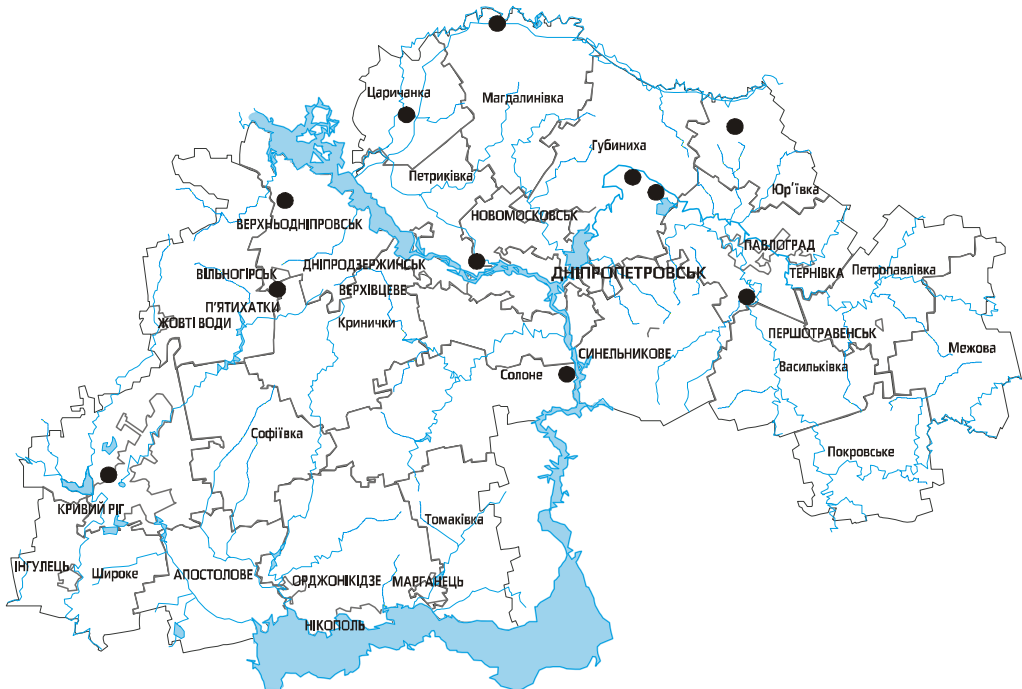 Царичанка
Магдалинівка
Губиниха
Петриківка
Юр'ївка
НОВОМОСКОВСЬК
ВЕРХНЬОДНІПРОВСЬК
ПАВЛОГРАД
ДНІПРОДЗЕРЖИНСЬК
ДНІПРОПЕТРОВСЬК
ВІЛЬНОГІРСЬК
ТЕРНІВКА
Петропавлівка
ВЕРХІВЦЕВЕ
П'ЯТИХАТКИ
ЖОВТІ ВОДИ
Кринички
ПЕРШОТРАВЕНСЬК
Межова
СИНЕЛЬНИКОВЕ
Васильківка
Солоне
Софіївка
Покровське
КРИВИЙ РІГ
Томаківка
ІНГУЛЕЦЬ
Широке
АПОСТОЛОВЕ
ОРДЖОНІКІДЗЕ
МАРГАНЕЦЬ
НІКОПОЛЬ